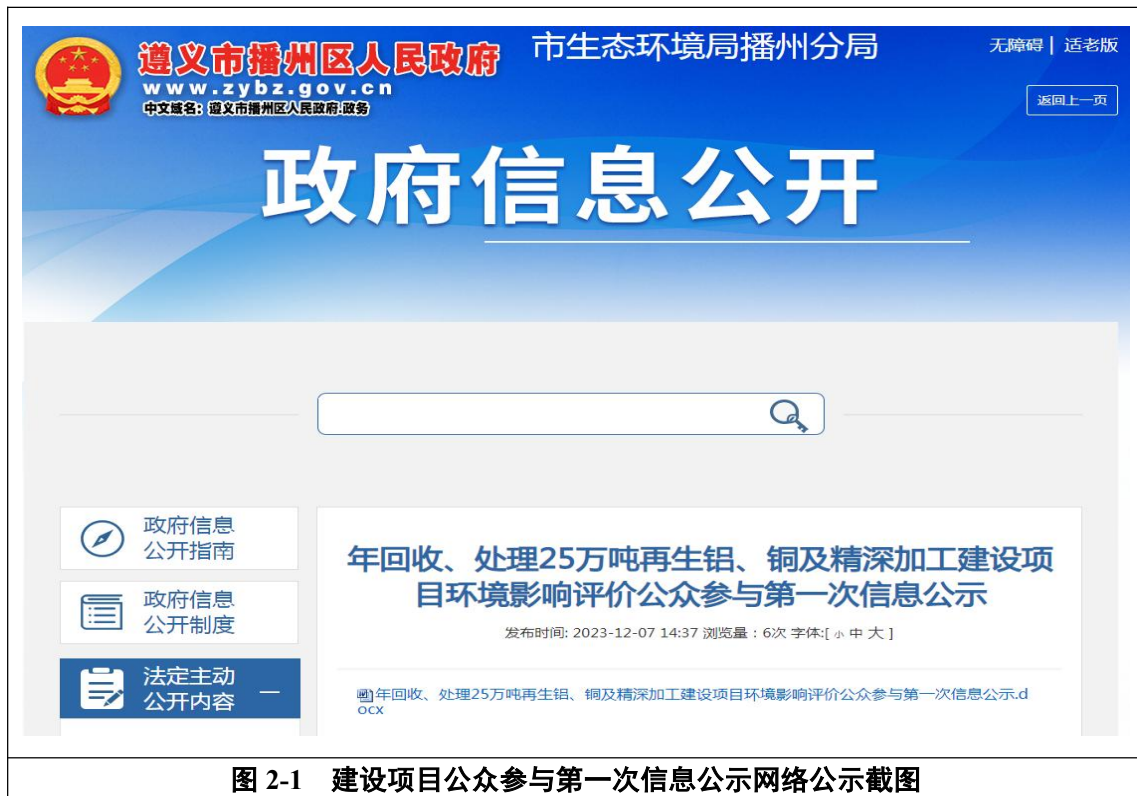 遵义市播州区人民政府
www.zybz.gov.cn
中文域名: 遵义市播州区人民政府.政务
市生态环境局播州分局
无障碍 | 适老版
返回上一页
政府信息公开
政府信息
公开指南
政府信息
公开制度
法定主动
公开内容
年回收、处理25万吨再生铝、铜及精深加工建设项
目环境影响评价公众参与第一次信息公示
发布时间: 2023-12-07 14:37 浏览量：6次 字体:[ 小 中 大 ]
年回收、处理25万吨再生铝、铜及精深加工建设项目环境影响评价公众参与第一次信息公示.d
ocx
图 2-1 建设项目公众参与第一次信息公示网络公示截图